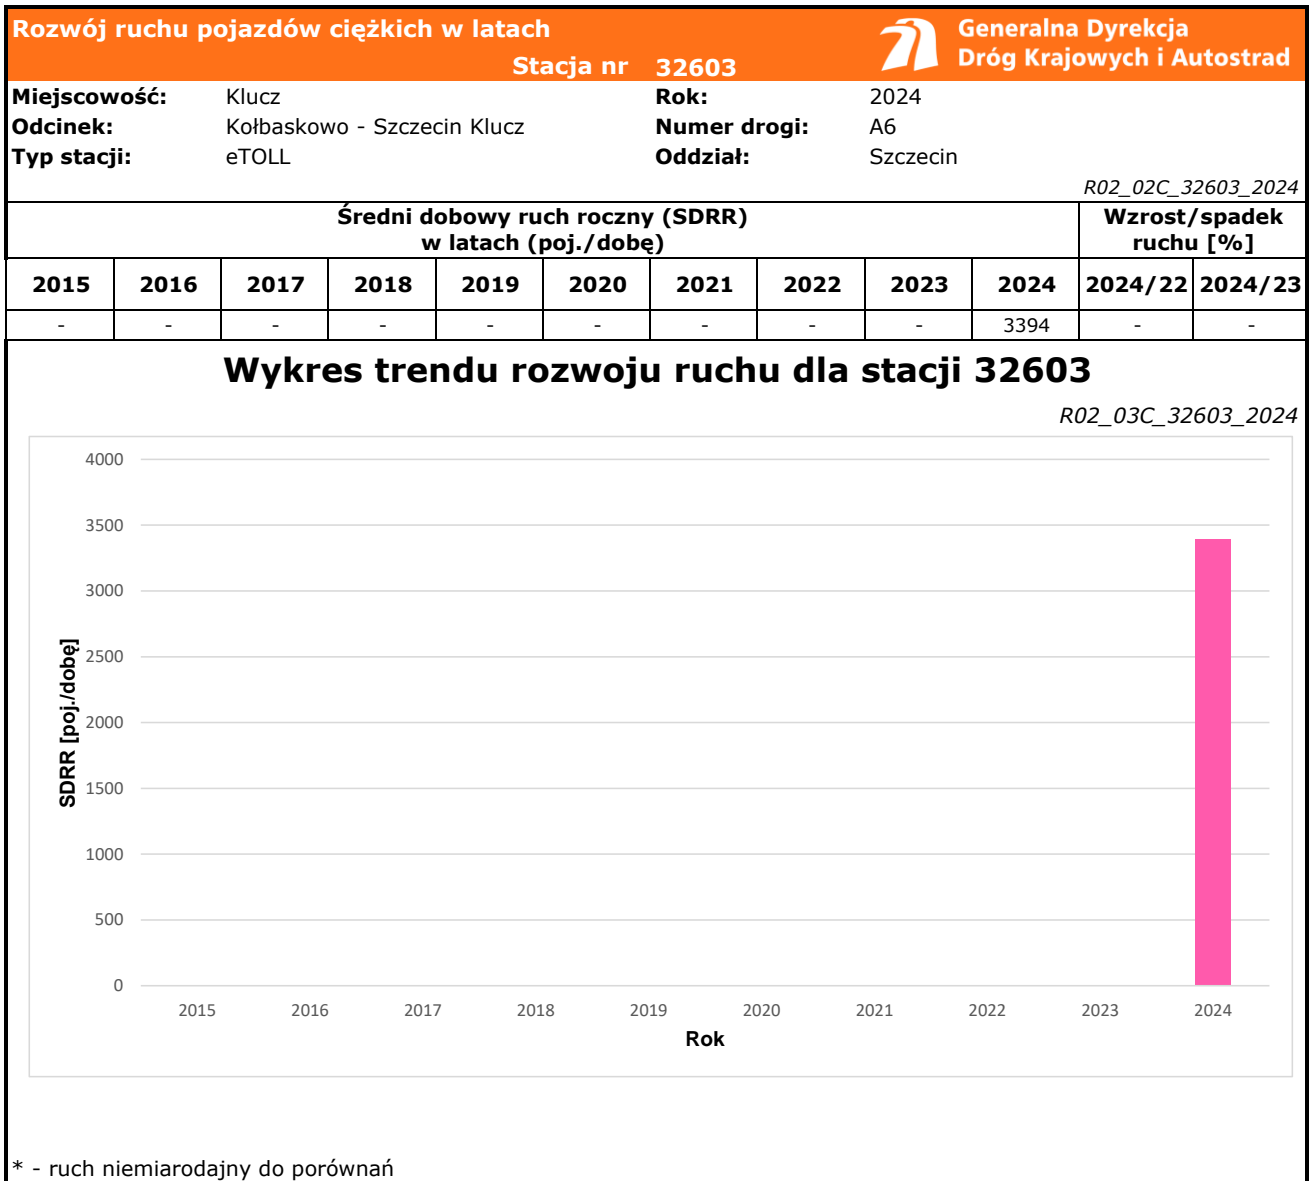 Rozwój ruchu pojazdów ciężkich w latach
Stacja nr 32603
Generalna Dyrekcja
Dróg Krajowych i Autostrad
Miejscowość: Klucz Rok: 2024
Odcinek: Kołbaskowo - Szczecin Klucz Numer drogi: A6
Typ stacji: eTOLL Oddział: Szczecin
R02_02C_32603_2024
Średni dobowy ruch roczny (SDRR)
w latach (poj./dobę)
Wzrost/spadek
ruchu [%]
2015 2016 2017 2018 2019 2020 2021 2022 2023 2024 2024/22 2024/23
- - - - - - - - - 3394 - -
Wykres trendu rozwoju ruchu dla stacji 32603
R02_03C_32603_2024
4000
3500
3000
2500
2000
1500
1000
500
0
SDRR [poj./dobę]
2015 2016 2017 2018 2019 2020 2021 2022 2023 2024
Rok
* - ruch niemiarodajny do porównań